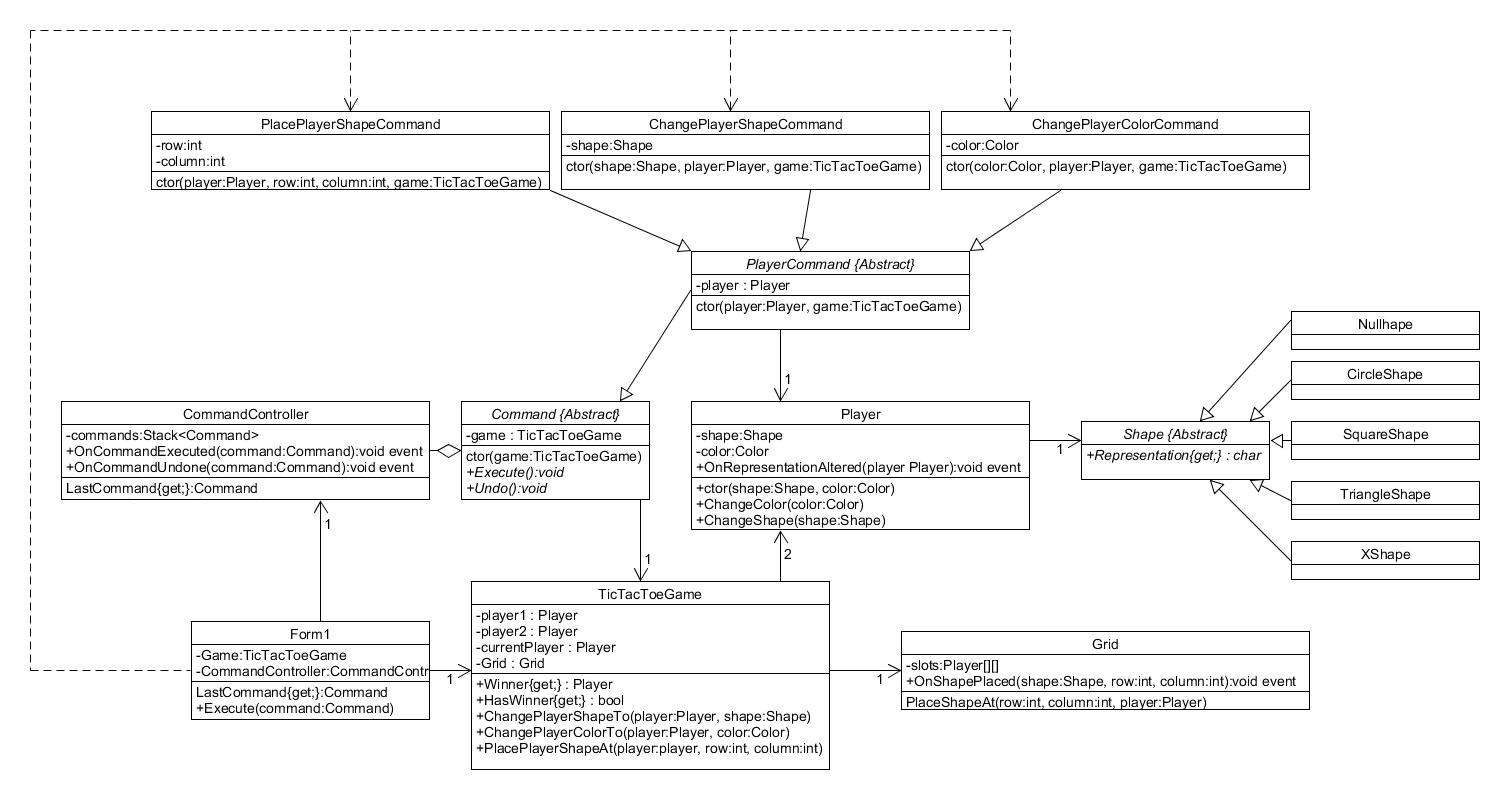 PlacePlayerShapeCommand
-row:int
-column:int
ctor(player:Player, row:int, column:int, game:TicTacToeGame)
ChangePlayerShapeCommand
-shape:Shape
ctor(shape:Shape, player:Player, game:TicTacToeGame)
ChangePlayerColorCommand
-color:Color
ctor(color:Color, player:Player, game:TicTacToeGame)
PlayerCommand {Abstract}
-player : Player
ctor(player:Player, game:TicTacToeGame)
1
CommandController
-commands:Stack<Command>
+OnCommandExecuted(command:Command):void event
+OnCommandUndone(command:Command):void event
LastCommand{get;}:Command
1
Command {Abstract}
-game : TicTacToeGame
ctor(game:TicTacToeGame)
+Execute():void
+Undo():void
1
Player
-shape:Shape
-color:Color
+OnRepresentationAltered(player Player):void event
+ctor(shape:Shape, color:Color)
+ChangeColor(color:Color)
+ChangeShape(shape:Shape)
1
2
Shape {Abstract}
+Representation{get;} : char
Nullhape
CircleShape
SquareShape
TriangleShape
XShape
Form1
-Game:TicTacToeGame
-CommandController:CommandContr
LastCommand{get;}:Command
+Execute(command:Command)
1
TicTacToeGame
-player1 : Player
-player2 : Player
-currentPlayer : Player
-Grid : Grid
+Winner{get;} : Player
+HasWinner{get;} : bool
+ChangePlayerShapeTo(player:Player, shape:Shape)
+ChangePlayerColorTo(player:Player, color:Color)
+PlacePlayerShapeAt(player:player, row:int, column:int)
1
Grid
-slots:Player[][]
+OnShapePlaced(shape:Shape, row:int, column:int):void event
PlaceShapeAt(row:int, column:int, player:Player)